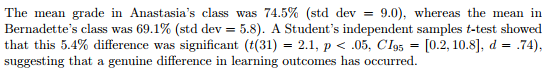 The mean grade in Anastasia's class was 74.5% (std dev = 9.0), whereas the mean in
Bernadette's class was 69.1% (std dev = 5.8). A Student's independent samples t-test showed
that this 5.4% difference was significant (t(31) = 2.1, p < .05, CI95 = [0.2, 10.8], d = .74),
suggesting that a genuine difference in learning outcomes has occurred.